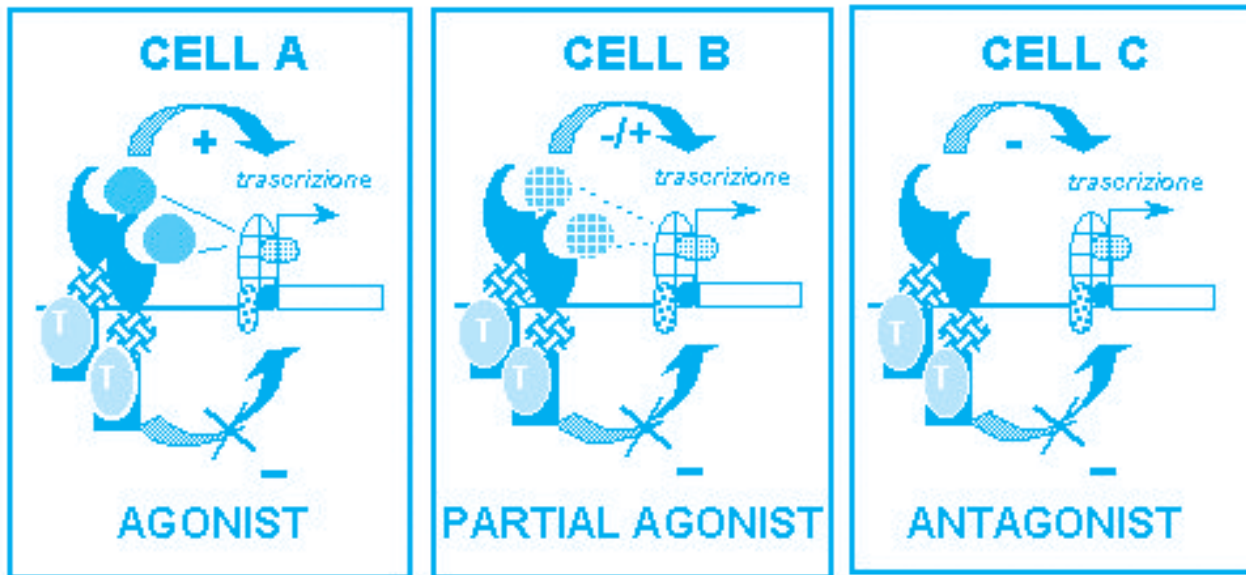 CELL A
+
trascrizione
T
T
-
AGONIST
CELL B
-/+
trascrizione
T
T
-
PARTIAL AGONIST
CELL C
-
trascrizione
T
T
-
ANTAGONIST